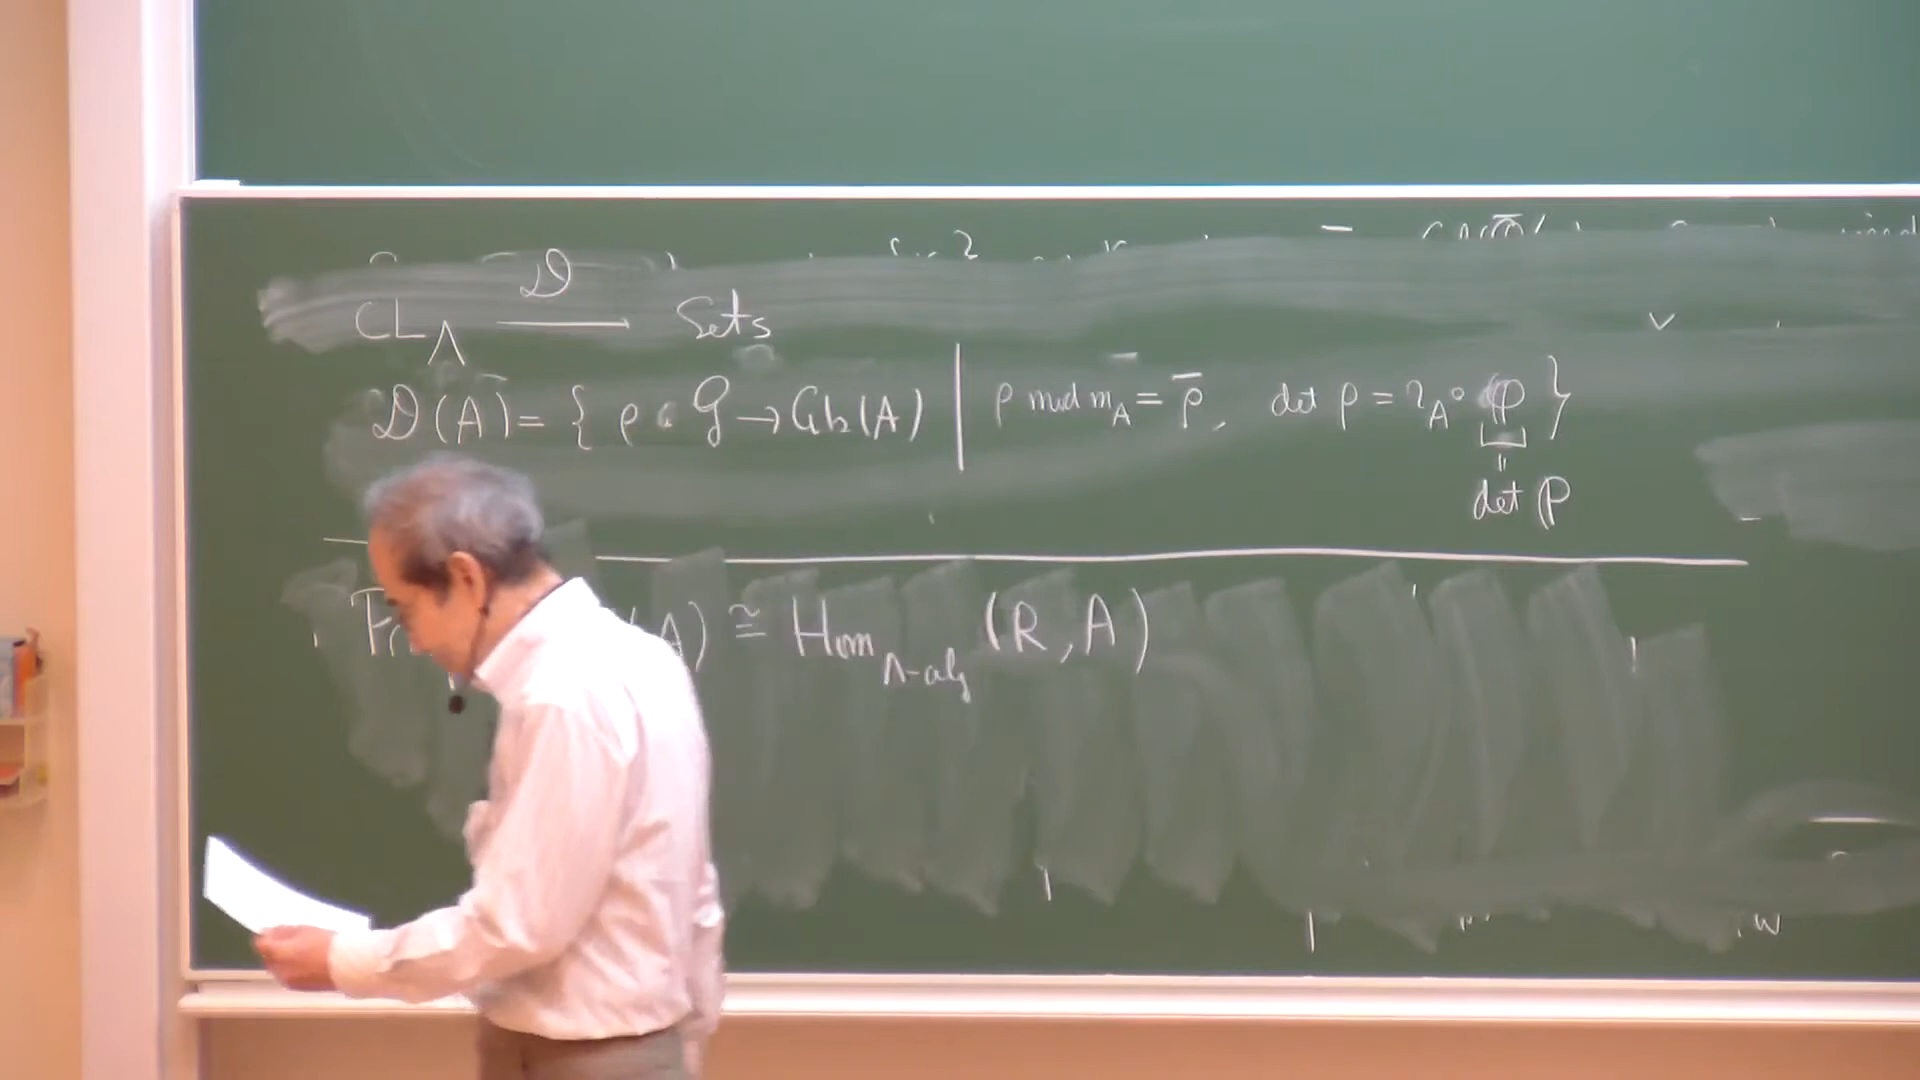 𝒟
CL_Λ ⟶ Sets
𝒟(A) = { ρ : 𝒢 → GL₂(A) | ρ mod m_A = ρ̄, det ρ = ι_A ∘ φ }
॥
det ℙ
(A) ≅ Hom_{Λ-alg} (R, A)